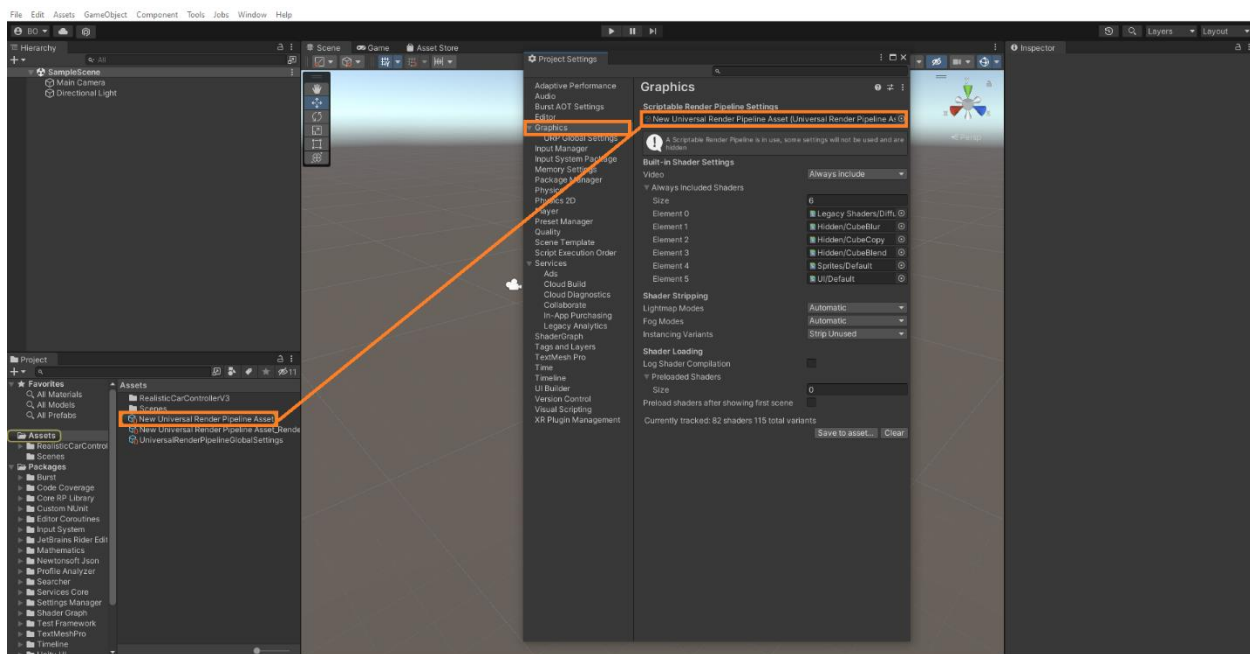 File Edit Assets GameObject Component Tools Jobs Window Help
BO
Layers Layout
Hierarchy
All
SampleScene
Main Camera
Directional Light
Scene Game Asset Store
Persp
Inspector
Project Settings
Adaptive Performance
Audio
Burst AOT Settings
Editor
Graphics
URP Global Settings
Input Manager
Input System Package
Memory Settings
Package Manager
Physics
Physics 2D
Player
Preset Manager
Quality
Scene Template
Script Execution Order
Services
Ads
Cloud Build
Cloud Diagnostics
Collaborate
In-App Purchasing
Legacy Analytics
ShaderGraph
Tags and Layers
TextMesh Pro
Time
Timeline
UI Builder
Version Control
Visual Scripting
XR Plugin Management
Graphics
Scriptable Render Pipeline Settings
New Universal Render Pipeline Asset (Universal Render Pipeline As
A Scriptable Render Pipeline is in use, some settings will not be used and are
hidden
Built-in Shader Settings
Video Always Include
Always Included Shaders
Size 6
Element 0 Legacy Shaders/Diffu
Element 1 Hidden/CubeBlur
Element 2 Hidden/CubeCopy
Element 3 Hidden/CubeBlend
Element 4 Sprites/Default
Element 5 UI/Default
Shader Stripping
Lightmap Modes Automatic
Fog Modes Automatic
Instancing Variants Strip Unused
Shader Loading
Log Shader Compilation
Preloaded Shaders
Size 0
Preload shaders after showing first scene
Currently tracked: 82 shaders 115 total variants
Save to asset... Clear
Project
11
Favorites
All Materials
All Models
All Prefabs
Assets
RealisticCarControl
Scenes
Packages
Burst
Code Coverage
Core RP Library
Custom NUnit
Editor Coroutines
Input System
JetBrains Rider Edit
Mathematics
Newtonsoft Json
Profile Analyzer
Searcher
Services Core
Settings Manager
Shader Graph
Test Framework
TextMeshPro
Timeline
Assets
RealisticCarControllerV3
Scenes
New Universal Render Pipeline Asset
New Universal Render Pipeline Asset_Rende
UniversalRenderPipelineGlobalSettings